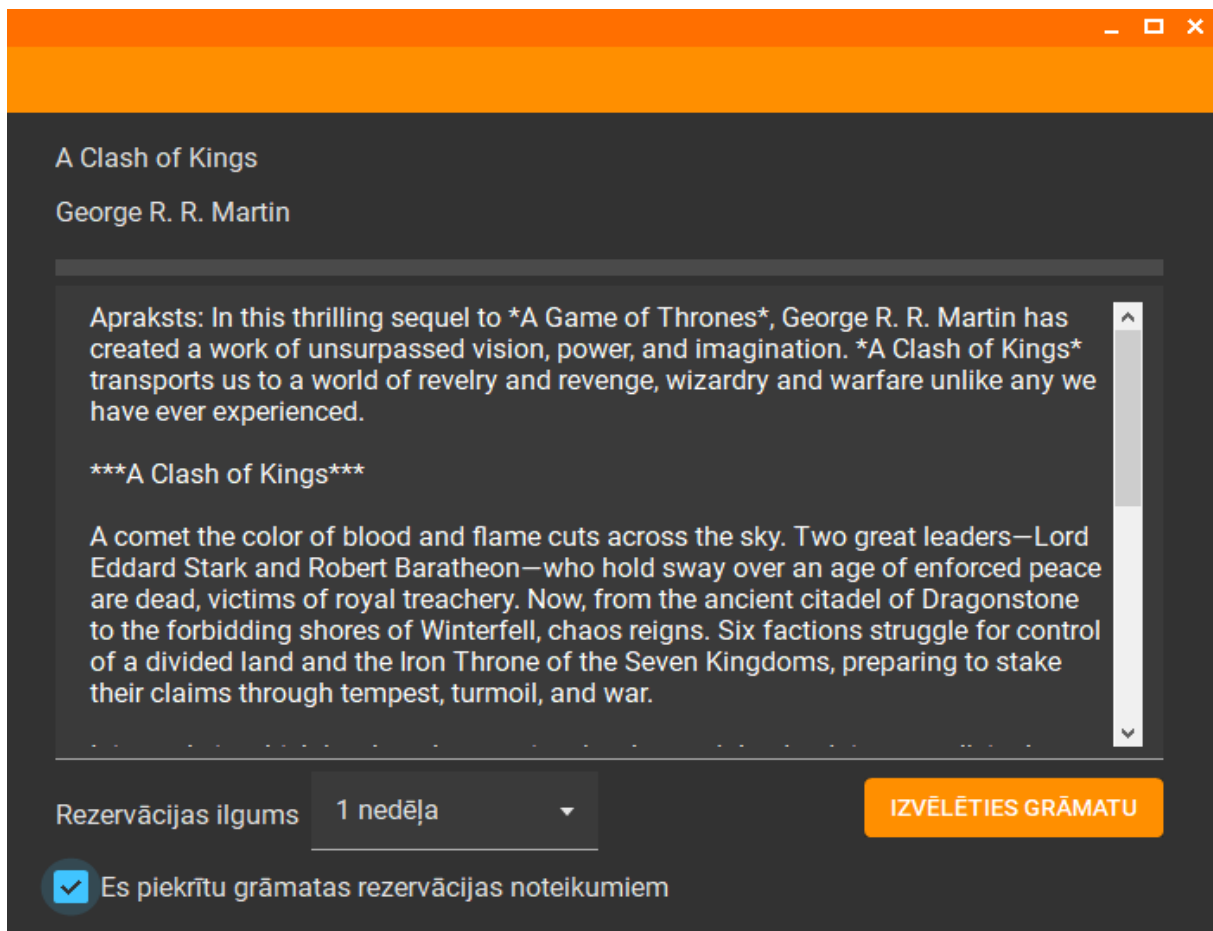 A Clash of Kings
George R. R. Martin
Apraksts: In this thrilling sequel to *A Game of Thrones*, George R. R. Martin has
created a work of unsurpassed vision, power, and imagination. *A Clash of Kings*
transports us to a world of revelry and revenge, wizardry and warfare unlike any we
have ever experienced.
***A Clash of Kings***
A comet the color of blood and flame cuts across the sky. Two great leaders—Lord
Eddard Stark and Robert Baratheon—who hold sway over an age of enforced peace
are dead, victims of royal treachery. Now, from the ancient citadel of Dragonstone
to the forbidding shores of Winterfell, chaos reigns. Six factions struggle for control
of a divided land and the Iron Throne of the Seven Kingdoms, preparing to stake
their claims through tempest, turmoil, and war.
Rezervācijas ilgums 1 nedēļa IZVĒLĒTIES GRĀMATU
Es piekrītu grāmatas rezervācijas noteikumiem